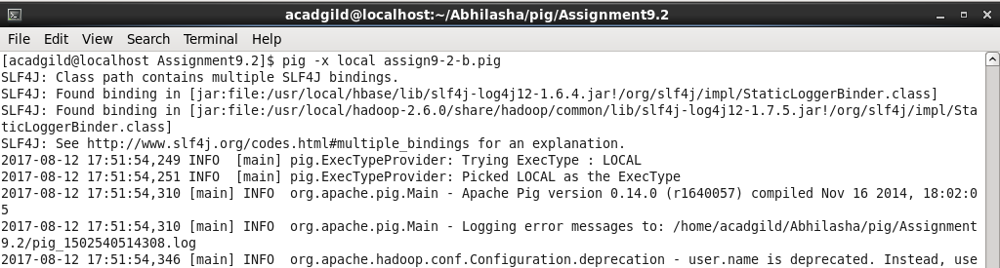 acadgild@localhost:~/Abhilasha/pig/Assignment9.2
File Edit View Search Terminal Help
[acadgild@localhost Assignment9.2]$ pig -x local assign9-2-b.pig
SLF4J: Class path contains multiple SLF4J bindings.
SLF4J: Found binding in [jar:file:/usr/local/hbase/lib/slf4j-log4j12-1.6.4.jar!/org/slf4j/impl/StaticLoggerBinder.class]
SLF4J: Found binding in [jar:file:/usr/local/hadoop-2.6.0/share/hadoop/common/lib/slf4j-log4j12-1.7.5.jar!/org/slf4j/impl/Sta
ticLoggerBinder.class]
SLF4J: See http://www.slf4j.org/codes.html#multiple_bindings for an explanation.
2017-08-12 17:51:54,249 INFO  [main] pig.ExecTypeProvider: Trying ExecType : LOCAL
2017-08-12 17:51:54,251 INFO  [main] pig.ExecTypeProvider: Picked LOCAL as the ExecType
2017-08-12 17:51:54,310 [main] INFO  org.apache.pig.Main - Apache Pig version 0.14.0 (r1640057) compiled Nov 16 2014, 18:02:0
5
2017-08-12 17:51:54,310 [main] INFO  org.apache.pig.Main - Logging error messages to: /home/acadgild/Abhilasha/pig/Assignment
9.2/pig_1502540514308.log
2017-08-12 17:51:54,346 [main] INFO  org.apache.hadoop.conf.Configuration.deprecation - user.name is deprecated. Instead, use